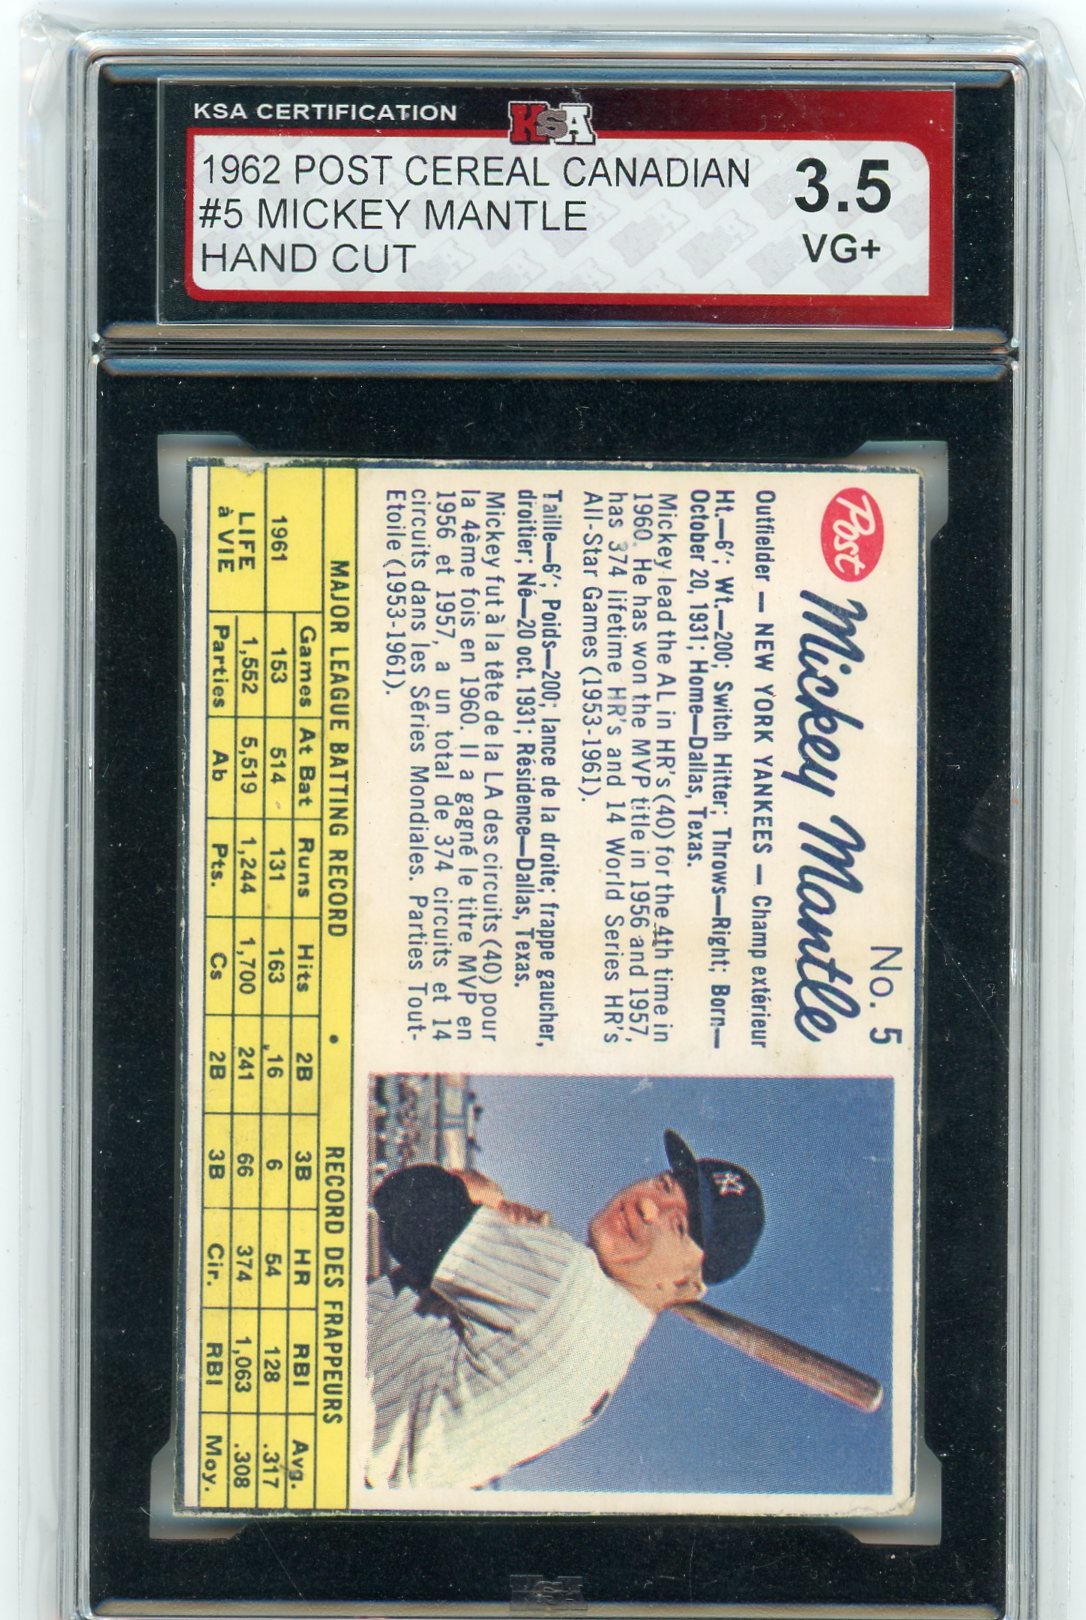 KSA CERTIFICATION
KSA
1962 POST CEREAL CANADIAN
#5 MICKEY MANTLE
HAND CUT
3.5
VG+
Post
No. 5
Mickey Mantle
Outfielder — NEW YORK YANKEES — Champ extérieur
Ht.—6'; Wt.—200; Switch Hitter; Throws—Right; Born—
October 20, 1931; Home—Dallas, Texas.
Mickey lead the AL in HR's (40) for the 4th time in
1960. He has won the MVP title in 1956 and 1957,
has 374 lifetime HR's and 14 World Series HR's
All-Star Games (1953-1961).
Taille—6'; Poids—200; lance de la droite; frappe gaucher,
droitier; Né—20 oct. 1931; Résidence—Dallas, Texas.
Mickey fut à la tête de la LA des circuits (40) pour
la 4ème fois en 1960. Il a gagné le titre MVP en
1956 et 1957, a un total de 374 circuits et 14
circuits dans les Séries Mondiales. Parties Tout-
Etoile (1953-1961).
MAJOR LEAGUE BATTING RECORD • RECORD DES FRAPPEURS
Games At Bat Runs Hits 2B 3B HR RBI Avg.
1961 153 514 131 163 16 6 54 128 .317
LIFE 1,552 5,519 1,244 1,700 241 66 374 1,063 .308
à VIE Parties Ab Pts. Cs 2B 3B Cir. RBI Moy.
NY
KSA